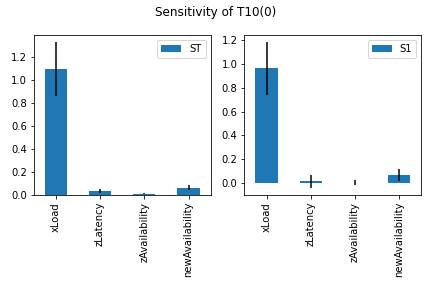 Sensitivity of T10(0)
ST
1.2
1.0
0.8
0.6
0.4
0.2
0.0
xLoad
zLatency
zAvailability
newAvailability
S1
1.2
1.0
0.8
0.6
0.4
0.2
0.0
xLoad
zLatency
zAvailability
newAvailability